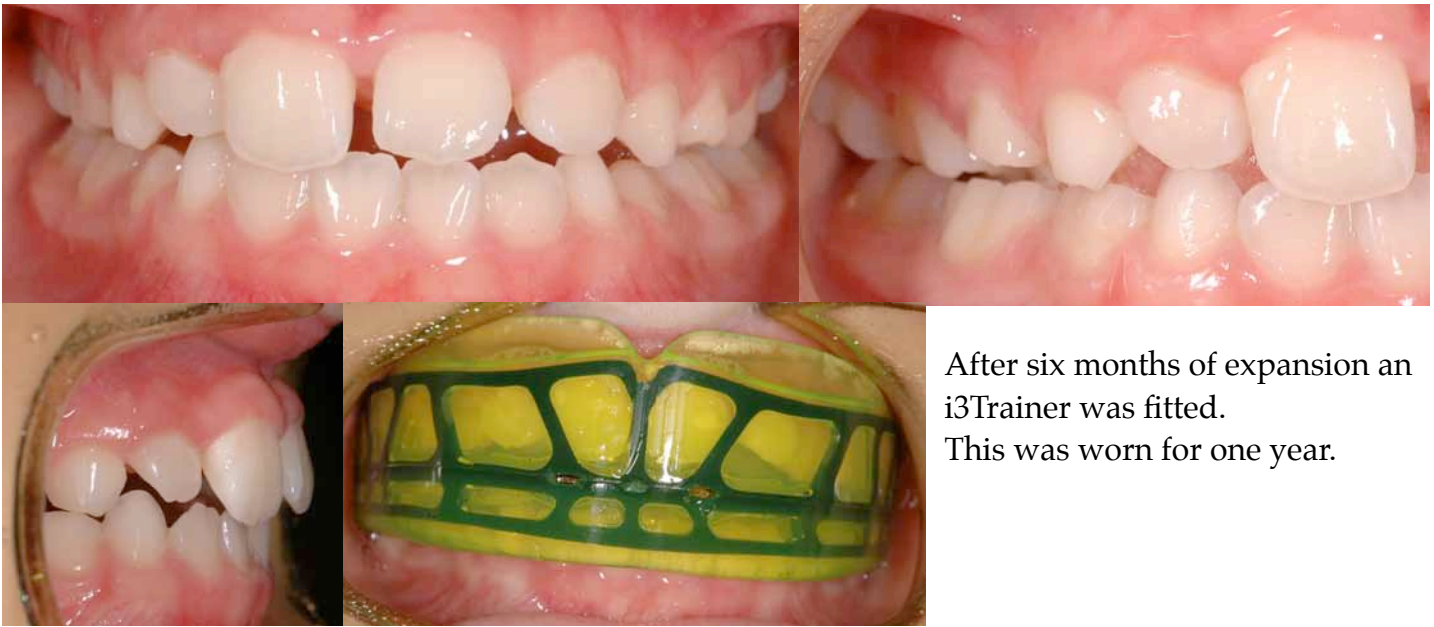 After six months of expansion an
i3Trainer was fitted.
This was worn for one year.